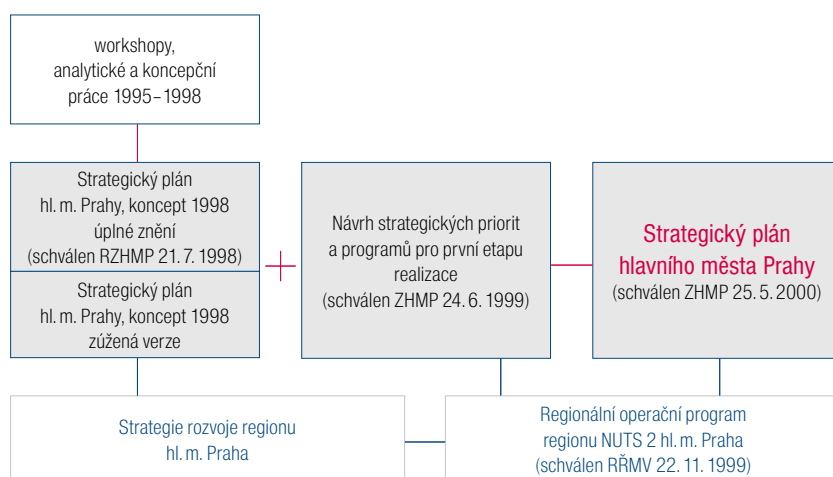 workshopy,
analytické a koncepční
práce 1995–1998
Strategický plán
hl. m. Prahy, koncept 1998
úplné znění
(schválen RZHMP 21. 7. 1998)
Strategický plán
hl. m. Prahy, koncept 1998
zúžená verze
Návrh strategických priorit
a programů pro první etapu
realizace
(schválen ZHMP 24. 6. 1999)
Strategický plán
hlavního města Prahy
(schválen ZHMP 25. 5. 2000)
Strategie rozvoje regionu
hl. m. Praha
Regionální operační program
regionu NUTS 2 hl. m. Praha
(schválen RŘMV 22. 11. 1999)